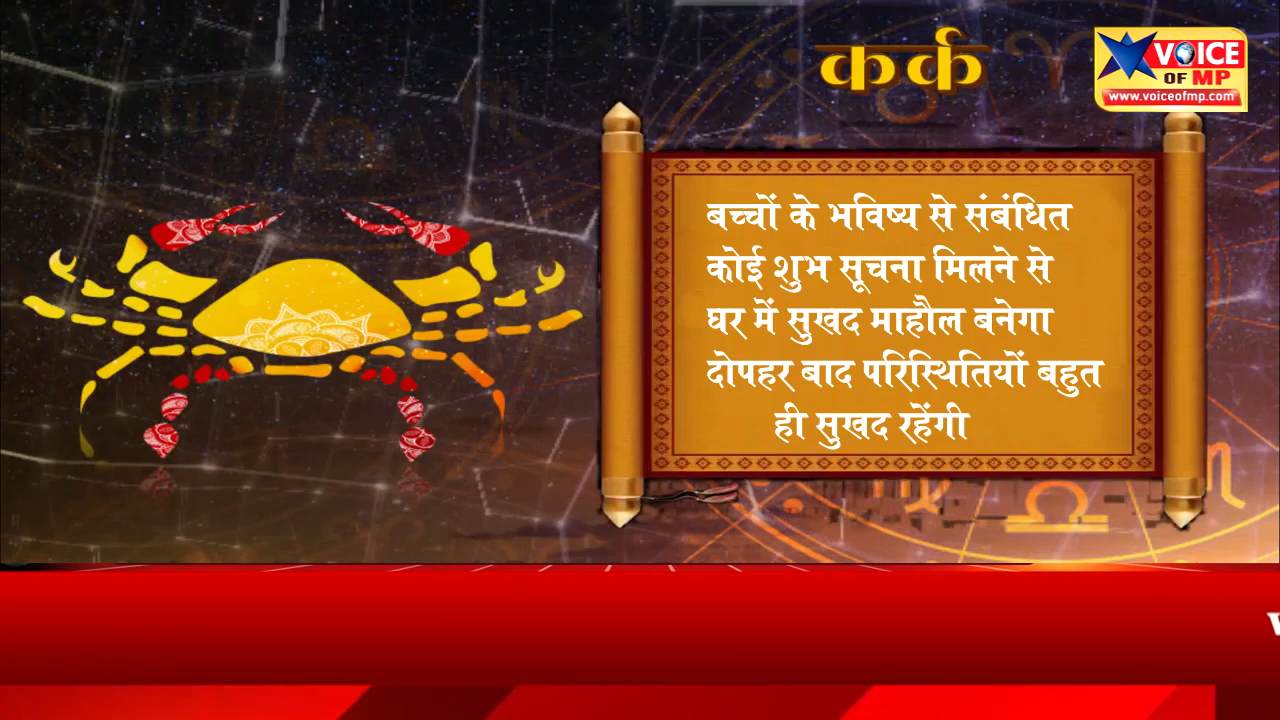 कर्क
VOICE
OF MP
www.voiceofmp.com
बच्चों के भविष्य से संबंधित
कोई शुभ सूचना मिलने से
घर में सुखद माहौल बनेगा
दोपहर बाद परिस्थितियों बहुत
ही सुखद रहेंगी